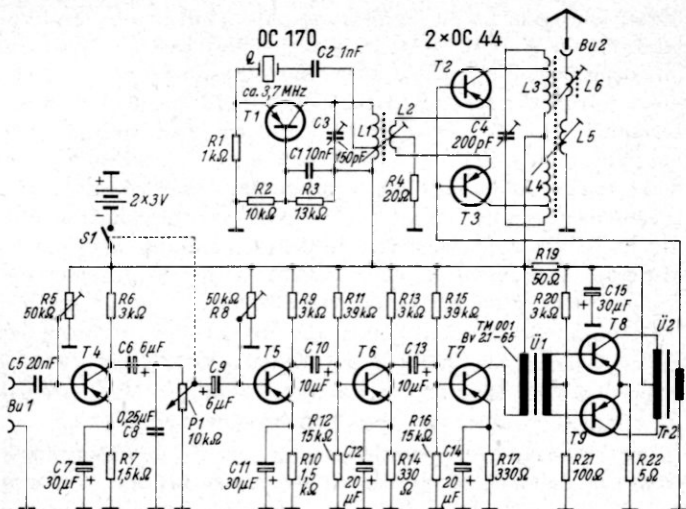 OC 170
2×OC 44
Q
C2 1nF
ca. 3,7 MHz
T1
C3
150pF
L1
L2
T2
C4
200pF
L3
Bu2
L6
L5
L4
R1
1kΩ
C1 10nF
R2
10kΩ
R3
13kΩ
R4
20Ω
T3
+
2×3V
–
S1
R5
50kΩ
R6
3kΩ
50kΩ
R8
R9
3kΩ
R11
39kΩ
R13
3kΩ
R15
39kΩ
R19
50Ω
R20
3kΩ
C15
30µF
+
C5 20nF
T4
C6 6µF
+
C9
+
6µF
T5
C10
+
10µF
T6
C13
+
10µF
T7
TM 001
Bv 21-65
Ü1
T8
Ü2
Bu1
0,25µF
C8
P1
10kΩ
R12
15kΩ
C12
R16
15kΩ
C14
T9
Tr2
C7
30µF
+
R7
1,5kΩ
C11
30µF
+
R10
1,5
kΩ
20
µF
+
R14
330
Ω
20
µF
+
R17
330Ω
R21
100Ω
R22
5Ω